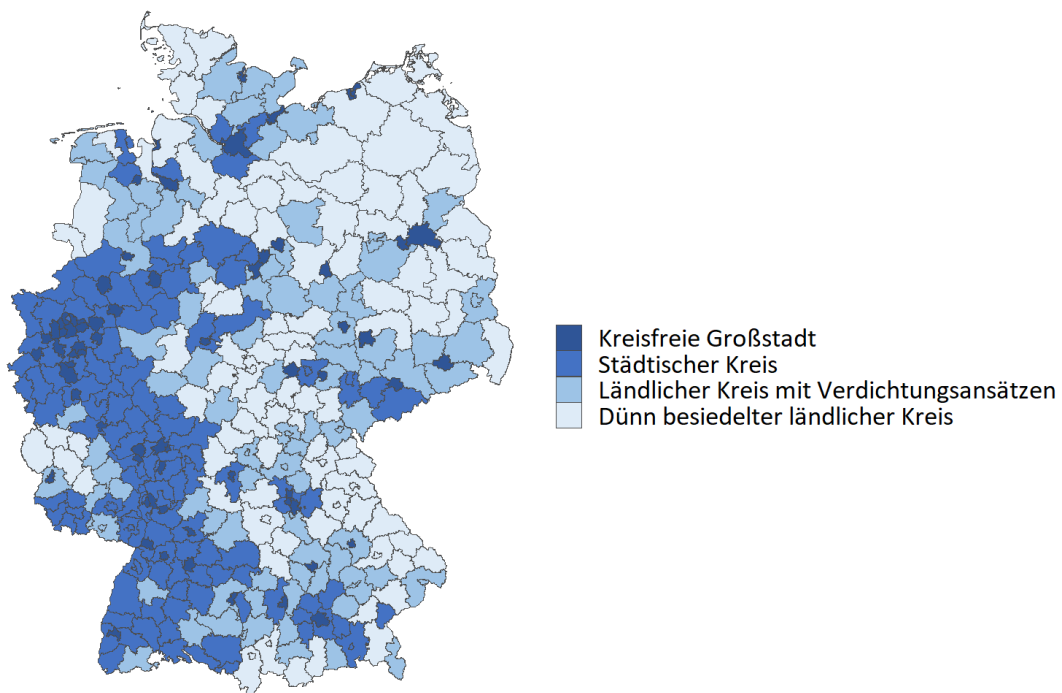 Kreisfreie Großstadt
Städtischer Kreis
Ländlicher Kreis mit Verdichtungsansätzen
Dünn besiedelter ländlicher Kreis